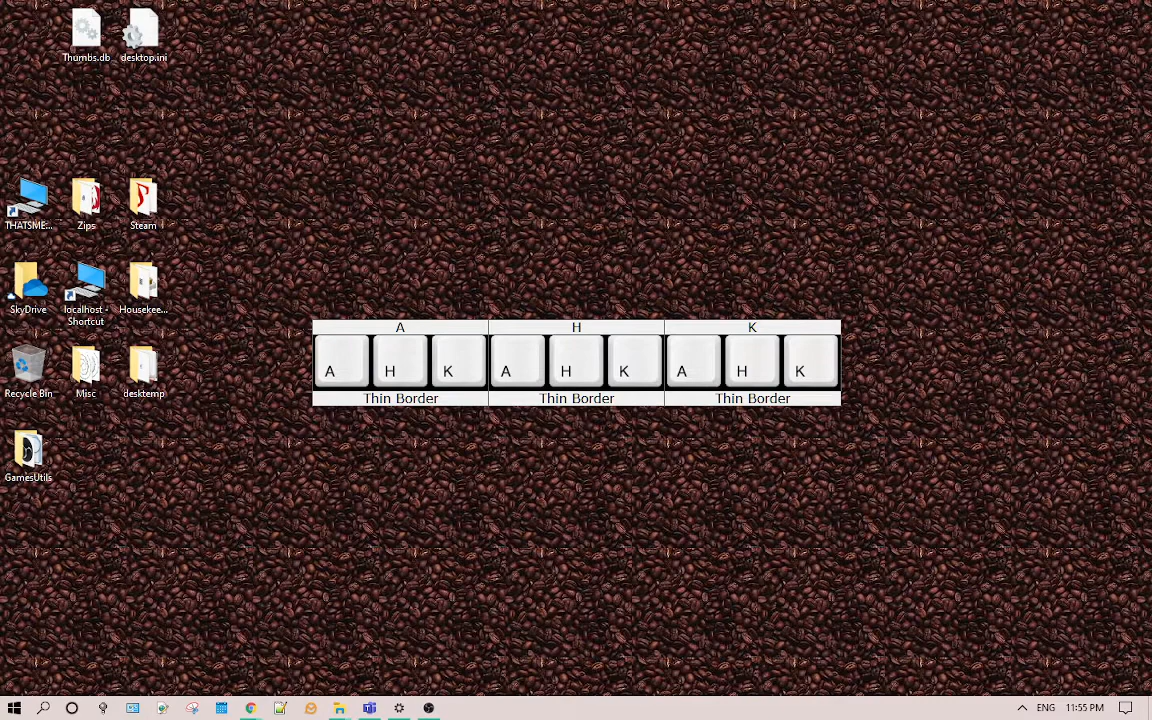 Thumbs.db
desktop.ini
THATSME...
Zips
Steam
SkyDrive
localhost -
Shortcut
Housekee...
Recycle Bin
Misc
desktemp
GamesUtils
A H K
A H K A H K A H K
Thin Border Thin Border Thin Border
ENG 11:55 PM